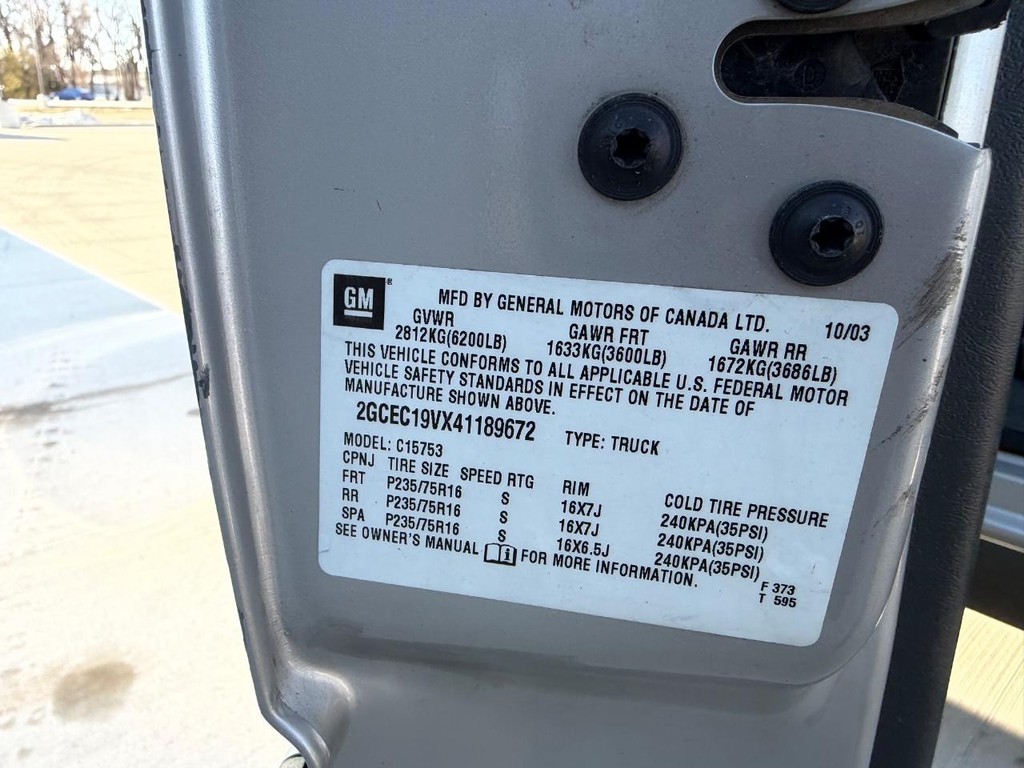 GM ®
MFD BY GENERAL MOTORS OF CANADA LTD. 10/03
GVWR GAWR FRT GAWR RR
2812KG(6200LB) 1633KG(3600LB) 1672KG(3686LB)
THIS VEHICLE CONFORMS TO ALL APPLICABLE U.S. FEDERAL MOTOR
VEHICLE SAFETY STANDARDS IN EFFECT ON THE DATE OF
MANUFACTURE SHOWN ABOVE.
2GCEC19VX41189672 TYPE: TRUCK
MODEL: C15753
CPNJ TIRE SIZE SPEED RTG RIM COLD TIRE PRESSURE
FRT P235/75R16 S 16X7J 240KPA(35PSI)
RR P235/75R16 S 16X7J 240KPA(35PSI)
SPA P235/75R16 S 16X6.5J 240KPA(35PSI)
SEE OWNER'S MANUAL FOR MORE INFORMATION.
F 373
T 595